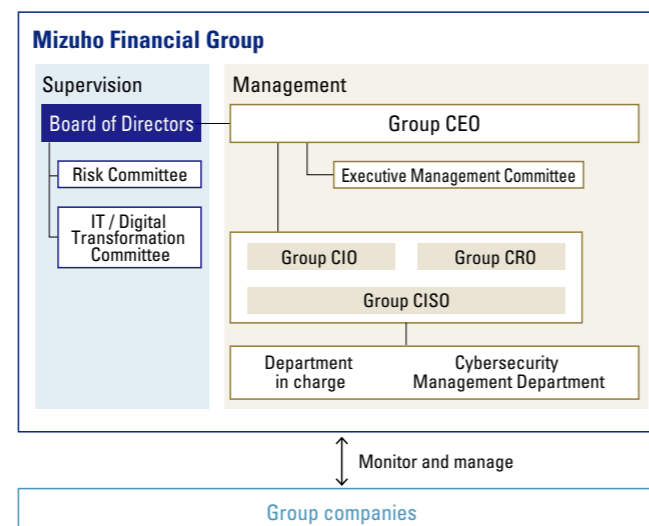 Mizuho Financial Group
Supervision
Management
Board of Directors
Group CEO
Risk Committee
Executive Management Committee
IT / Digital
Transformation
Committee
Group CIO
Group CRO
Group CISO
Department
in charge
Cybersecurity
Management Department
Monitor and manage
Group companies